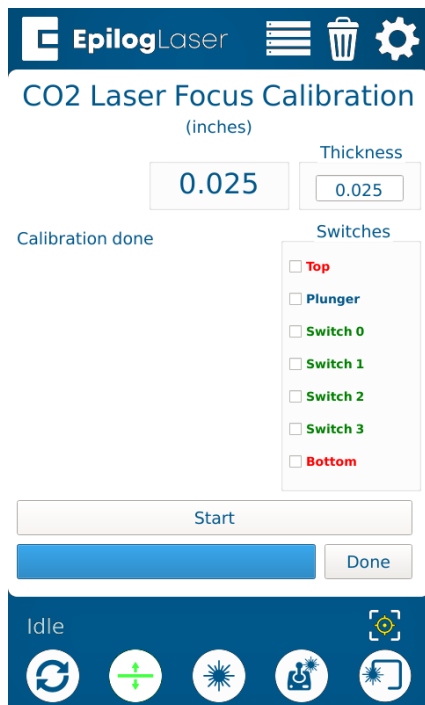 EpilogLaser
CO2 Laser Focus Calibration
(inches)
Thickness
0.025
0.025
Calibration done
Switches
Top
Plunger
Switch 0
Switch 1
Switch 2
Switch 3
Bottom
Start
Done
Idle